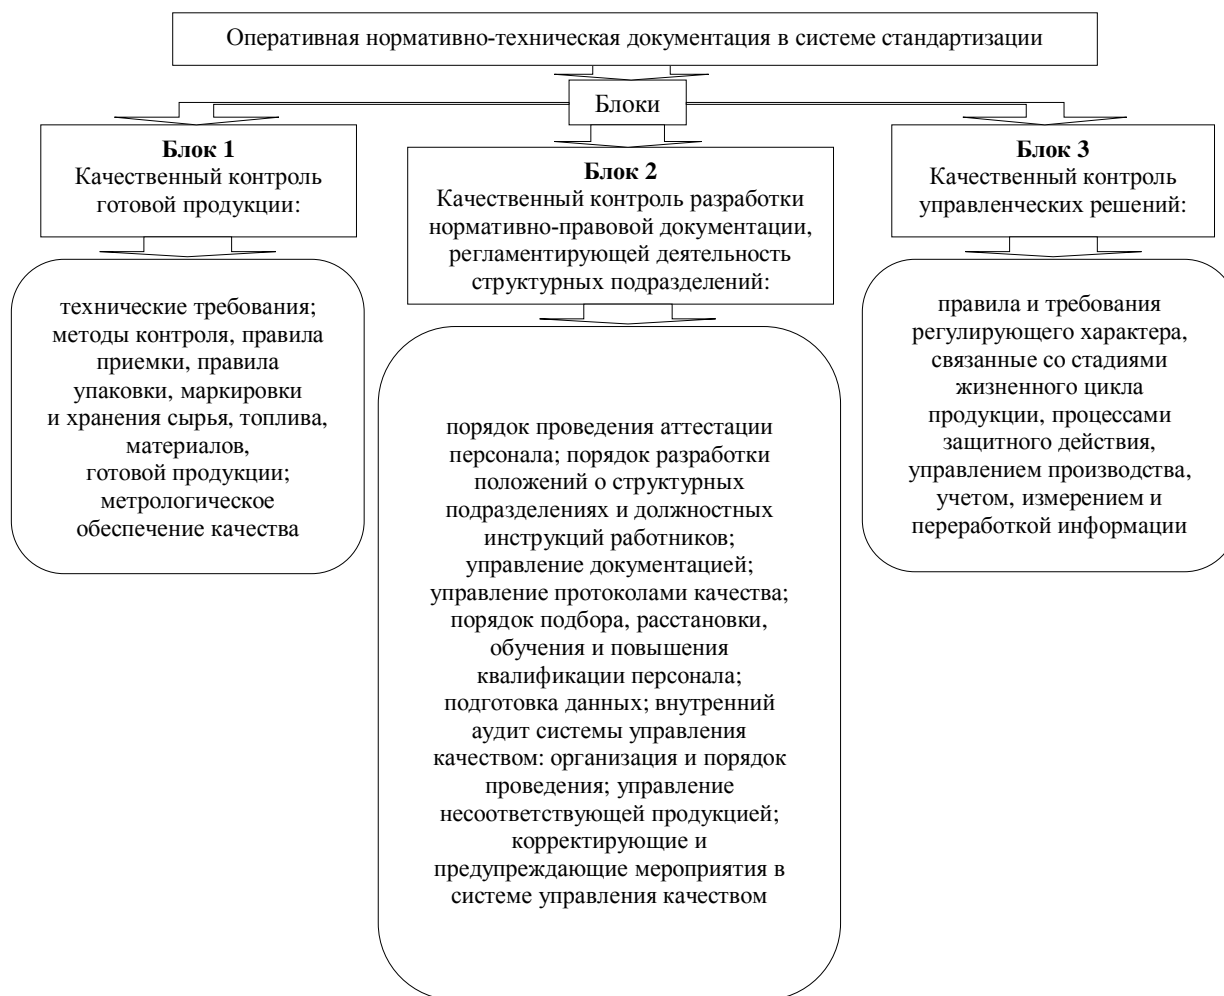 Оперативная нормативно-техническая документация в системе стандартизации
Блоки
Блок 1
Качественный контроль
готовой продукции:
технические требования;
методы контроля, правила
приемки, правила
упаковки, маркировки
и хранения сырья, топлива,
материалов,
готовой продукции;
метрологическое
обеспечение качества
Блок 2
Качественный контроль разработки
нормативно-правовой документации,
регламентирующей деятельность
структурных подразделений:
порядок проведения аттестации
персонала; порядок разработки
положений о структурных
подразделениях и должностных
инструкций работников;
управление документацией;
управление протоколами качества;
порядок подбора, расстановки,
обучения и повышения
квалификации персонала;
подготовка данных; внутренний
аудит системы управления
качеством: организация и порядок
проведения; управление
несоответствующей продукцией;
корректирующие и
предупреждающие мероприятия в
системе управления качеством
Блок 3
Качественный контроль
управленческих решений:
правила и требования
регулирующего характера,
связанные со стадиями
жизненного цикла
продукции, процессами
защитного действия,
управлением производства,
учетом, измерением и
переработкой информации